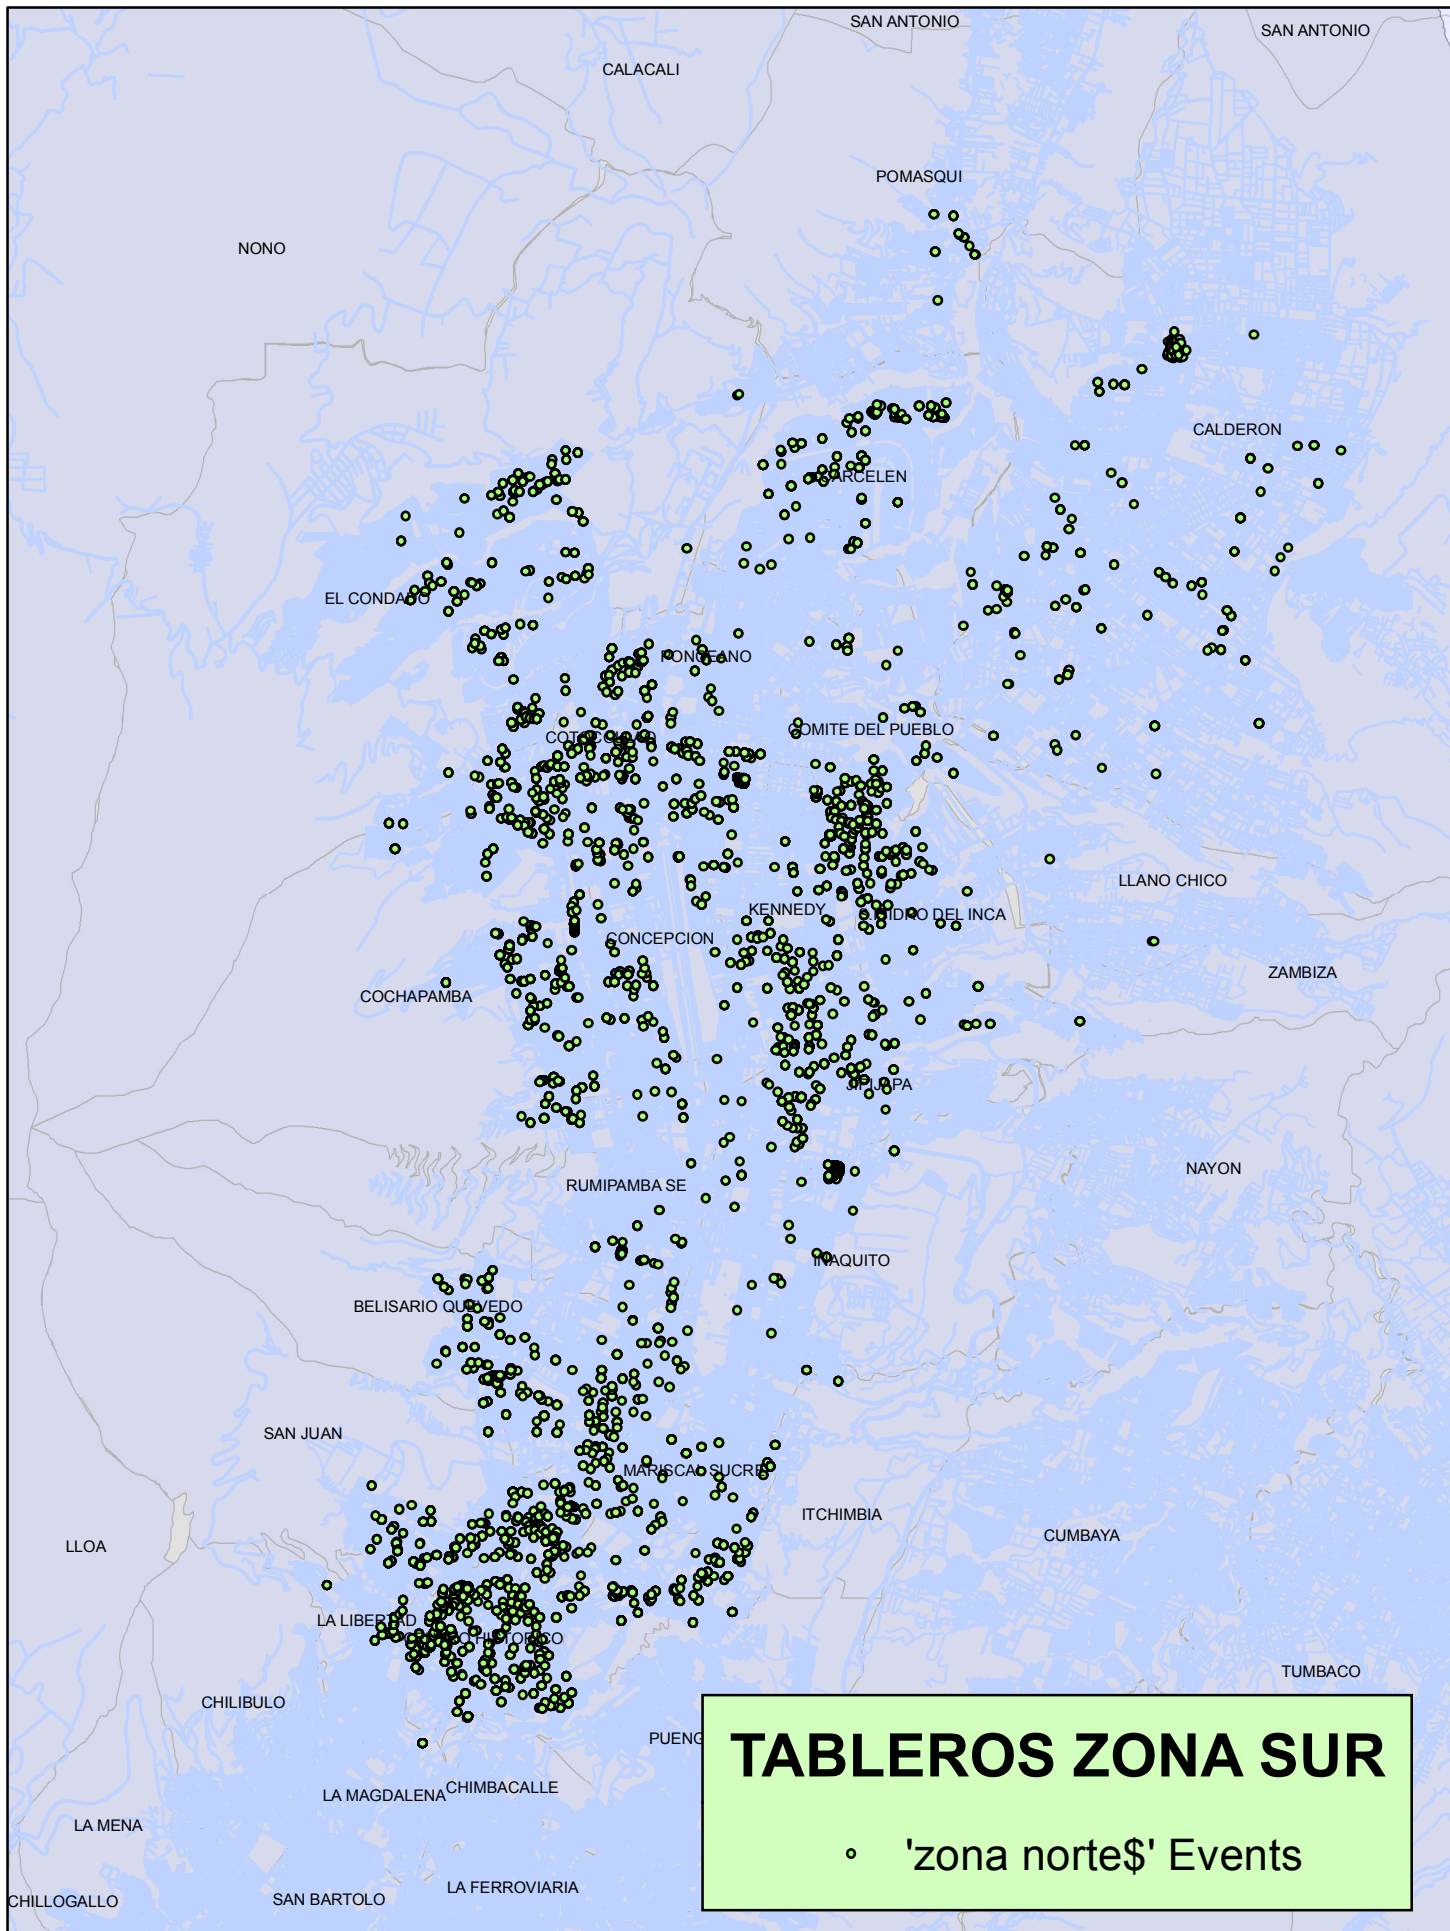 SAN ANTONIO
SAN ANTONIO
CALACALI
POMASQUI
NONO
CALDERON
CARCELEN
EL CONDADO
PONCEANO
COMITE DEL PUEBLO
COTOCOLLAO
LLANO CHICO
KENNEDY
S.ISIDRO DEL INCA
CONCEPCION
ZAMBIZA
COCHAPAMBA
JIPIJAPA
NAYON
RUMIPAMBA SE
INAQUITO
BELISARIO QUEVEDO
SAN JUAN
MARISCAL SUCRE
ITCHIMBIA
CUMBAYA
LLOA
LA LIBERTAD
CENTRO HISTORICO
TUMBACO
CHILIBULO
PUENG
TABLEROS ZONA SUR
CHIMBACALLE
LA MAGDALENA
LA MENA
'zona norte$' Events
LA FERROVIARIA
SAN BARTOLO
CHILLOGALLO